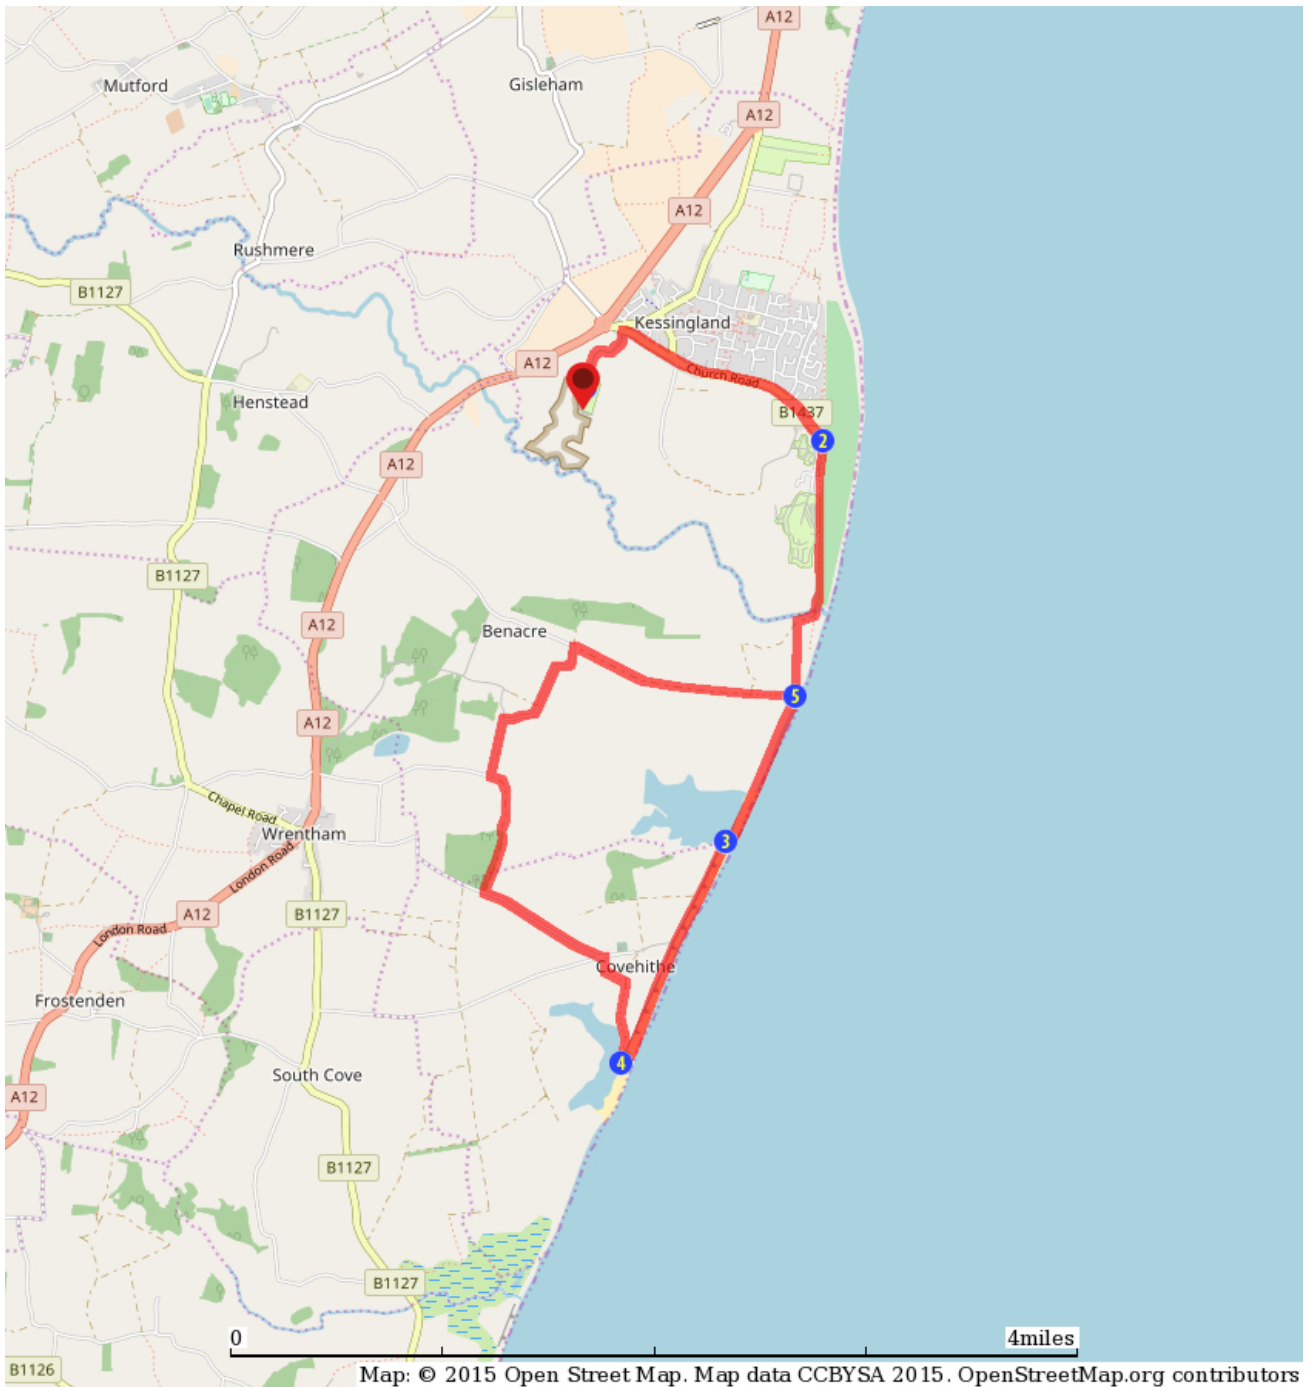 A12
Mutford
Gisleham
A12
A12
Rushmere
B1127
Kessingland
A12
Church Road
Henstead
B1437
2
A12
B1127
A12
Benacre
5
A12
Chapel Road
Wrentham
3
London Road
A12
B1127
London Road
Covehithe
Frostenden
4
South Cove
A12
B1127
B1127
0
4miles
B1126
Map: © 2015 Open Street Map. Map data CCBYSA 2015. OpenStreetMap.org contributors